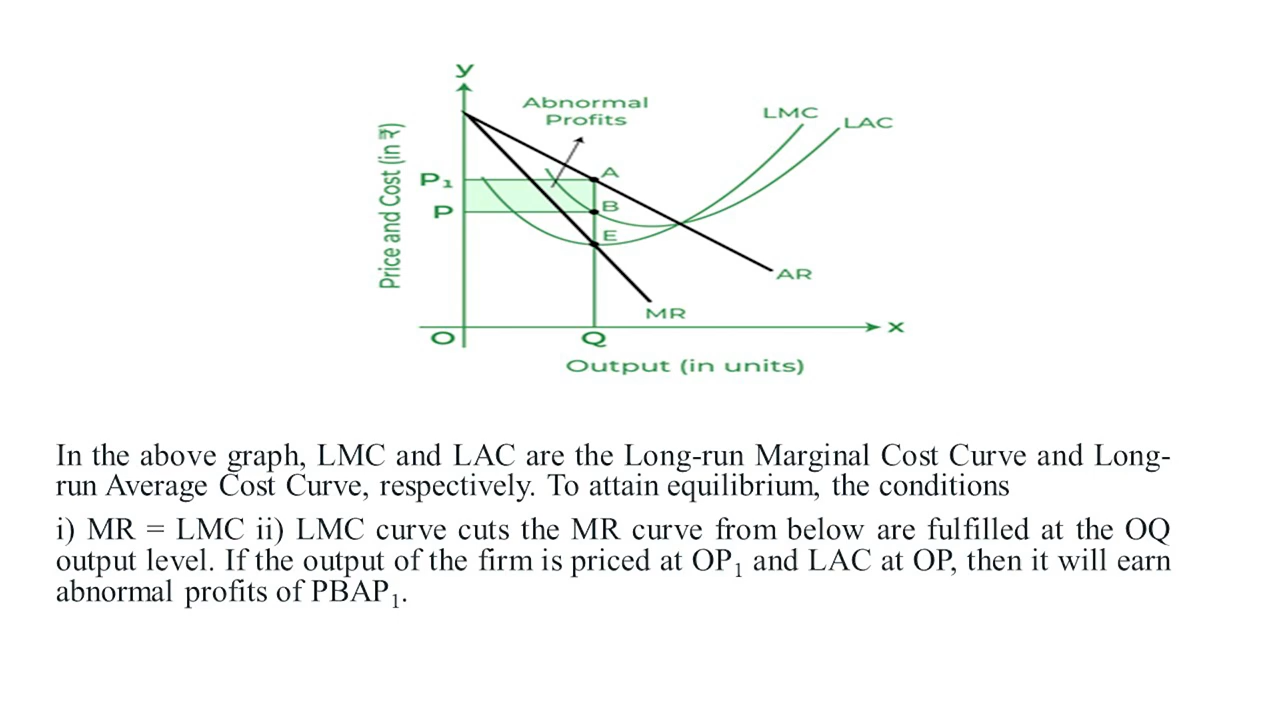 y
Abnormal
Profits
LMC
LAC
Price and Cost (in ₹)
P₁
A
P
B
E
AR
MR
O
Q
x
Output (in units)
In the above graph, LMC and LAC are the Long-run Marginal Cost Curve and Long-
run Average Cost Curve, respectively. To attain equilibrium, the conditions
i) MR = LMC ii) LMC curve cuts the MR curve from below are fulfilled at the OQ
output level. If the output of the firm is priced at OP₁ and LAC at OP, then it will earn
abnormal profits of PBAP₁.